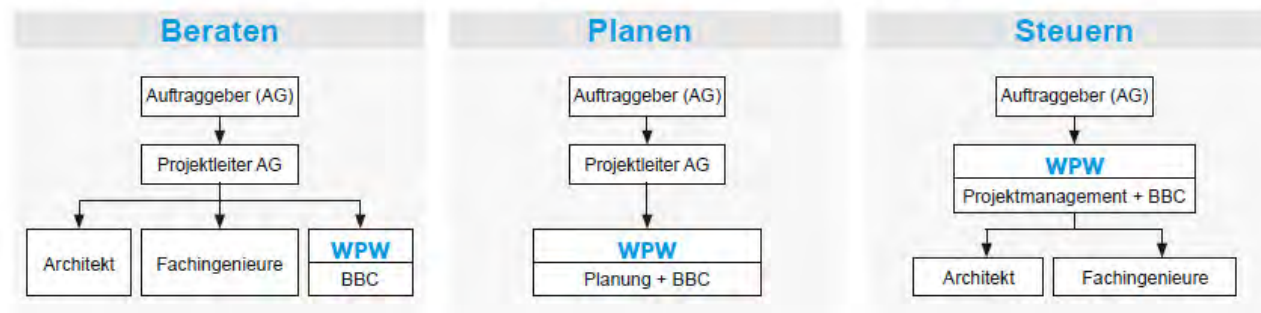 Beraten
Auftraggeber (AG)
Projektleiter AG
Architekt
Fachingenieure
WPW
BBC
Planen
Auftraggeber (AG)
Projektleiter AG
WPW
Planung + BBC
Steuern
Auftraggeber (AG)
WPW
Projektmanagement + BBC
Architekt
Fachingenieure